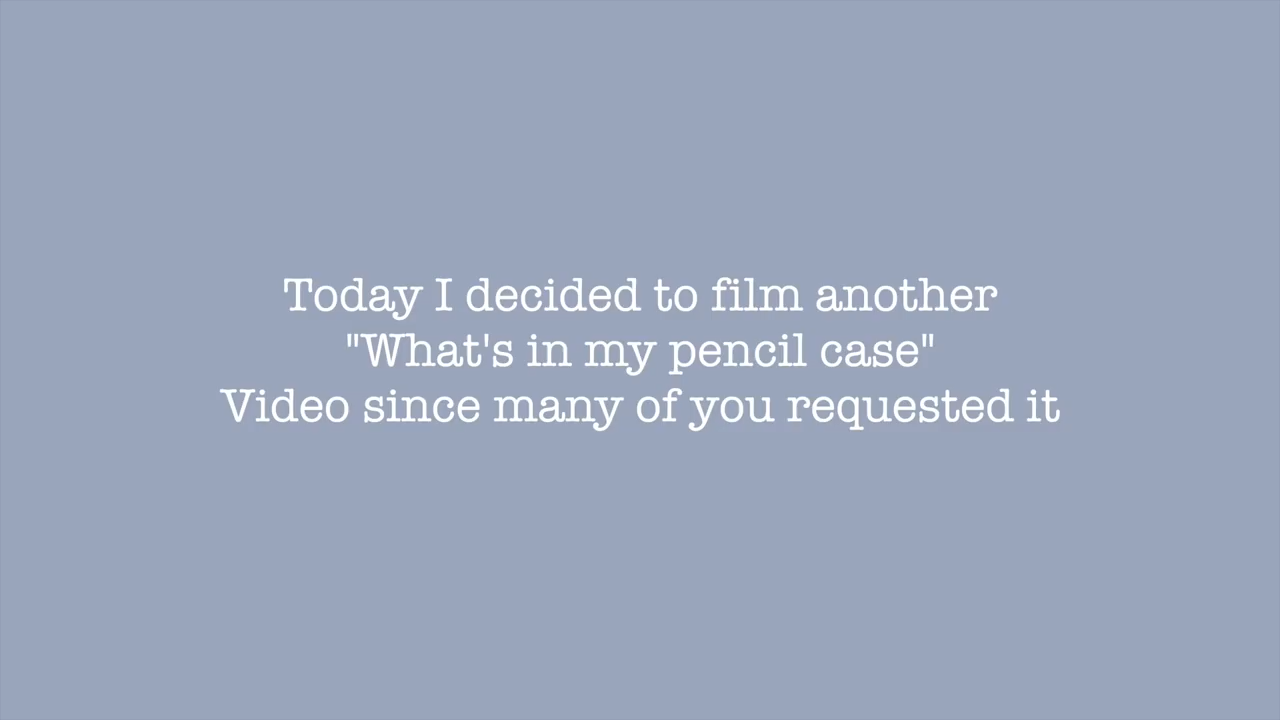 Today I decided to film another
"What's in my pencil case"
Video since many of you requested it